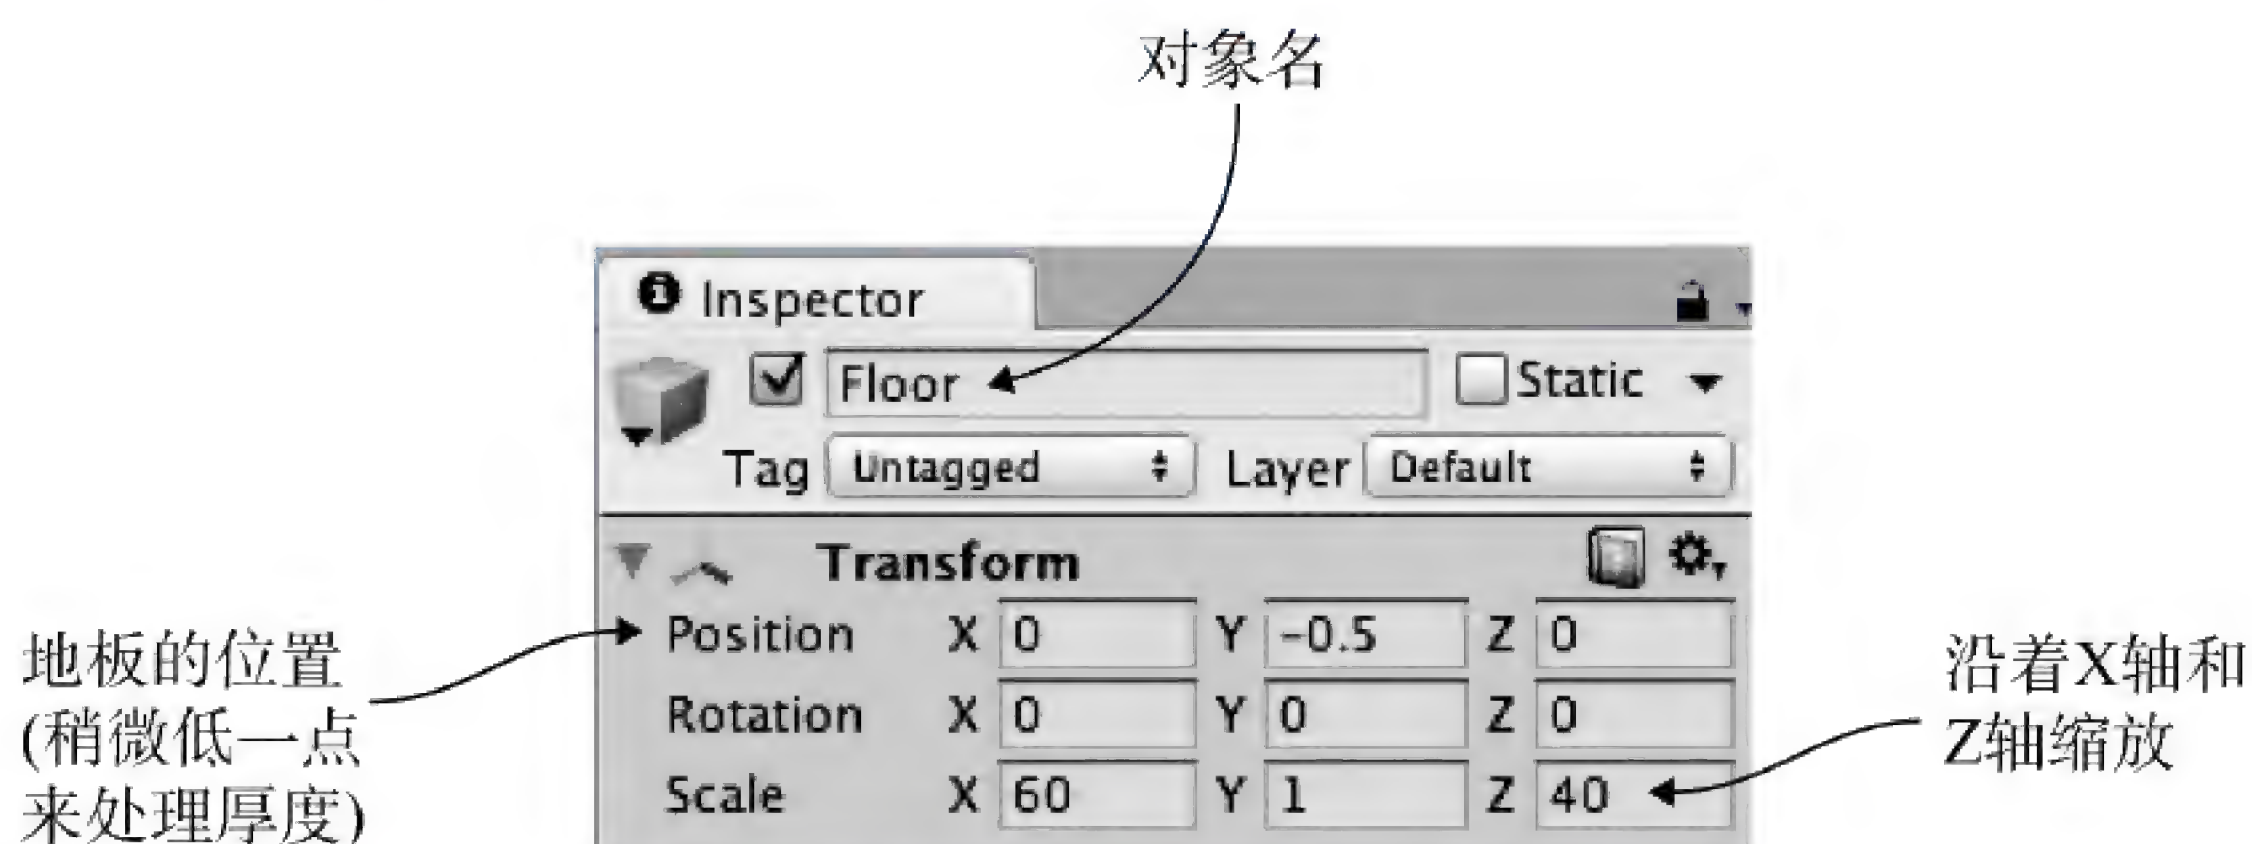 对象名
Inspector
Floor
Static
Tag Untagged Layer Default
Transform
Position X 0 Y -0.5 Z 0
Rotation X 0 Y 0 Z 0
Scale X 60 Y 1 Z 40
地板的位置
(稍微低一点
来处理厚度)
沿着X轴和
Z轴缩放